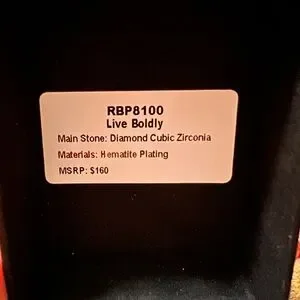 RBP8100
Live Boldly
Main Stone: Diamond Cubic Zirconia
Materials: Hematite Plating
MSRP: $160